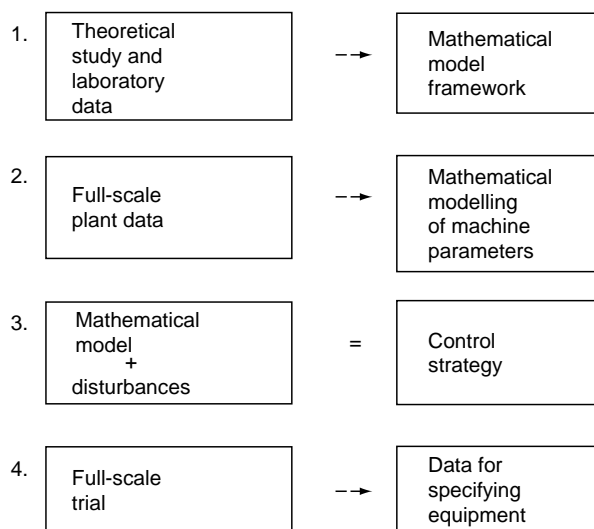 1.
Theoretical
study and
laboratory
data
Mathematical
model
framework
2.
Full-scale
plant data
Mathematical
modelling
of machine
parameters
3.
Mathematical
model
+
disturbances
=
Control
strategy
4.
Full-scale
trial
Data for
specifying
equipment